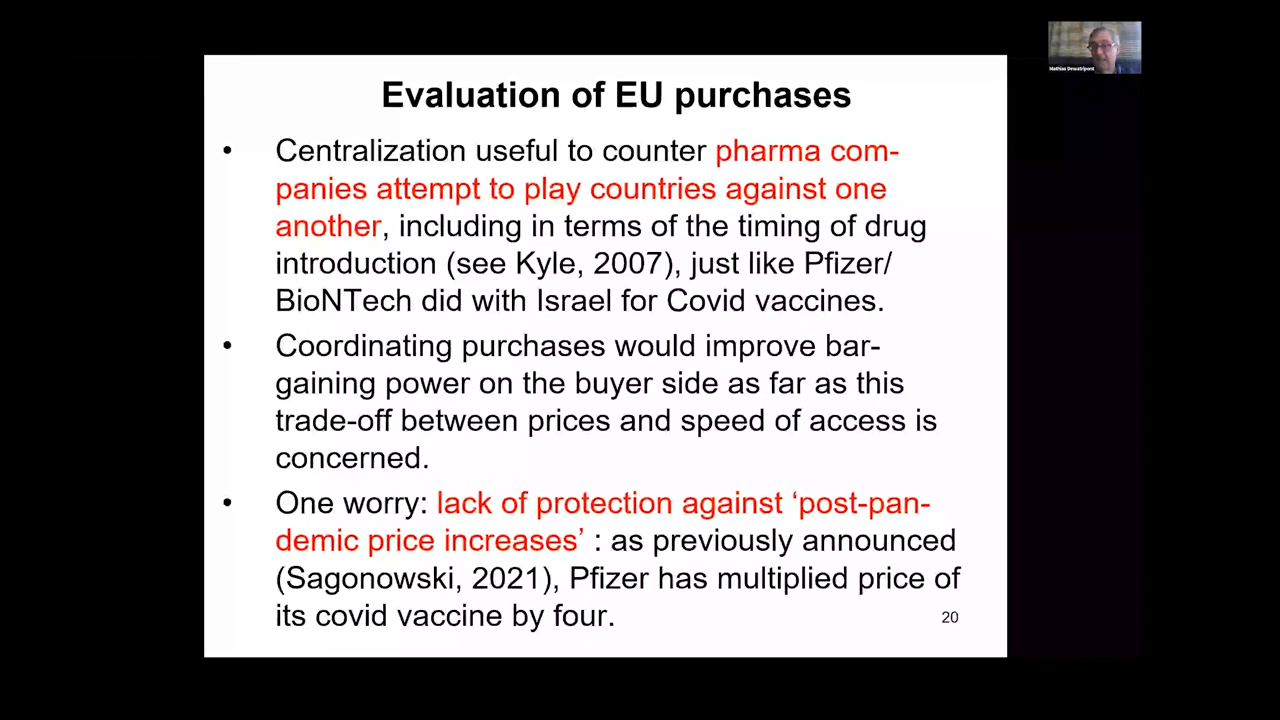 Mathias Dewatripont
Evaluation of EU purchases
• Centralization useful to counter pharma com-
panies attempt to play countries against one
another, including in terms of the timing of drug
introduction (see Kyle, 2007), just like Pfizer/
BioNTech did with Israel for Covid vaccines.
• Coordinating purchases would improve bar-
gaining power on the buyer side as far as this
trade-off between prices and speed of access is
concerned.
• One worry: lack of protection against ‘post-pan-
demic price increases’ : as previously announced
(Sagonowski, 2021), Pfizer has multiplied price of
its covid vaccine by four.
20